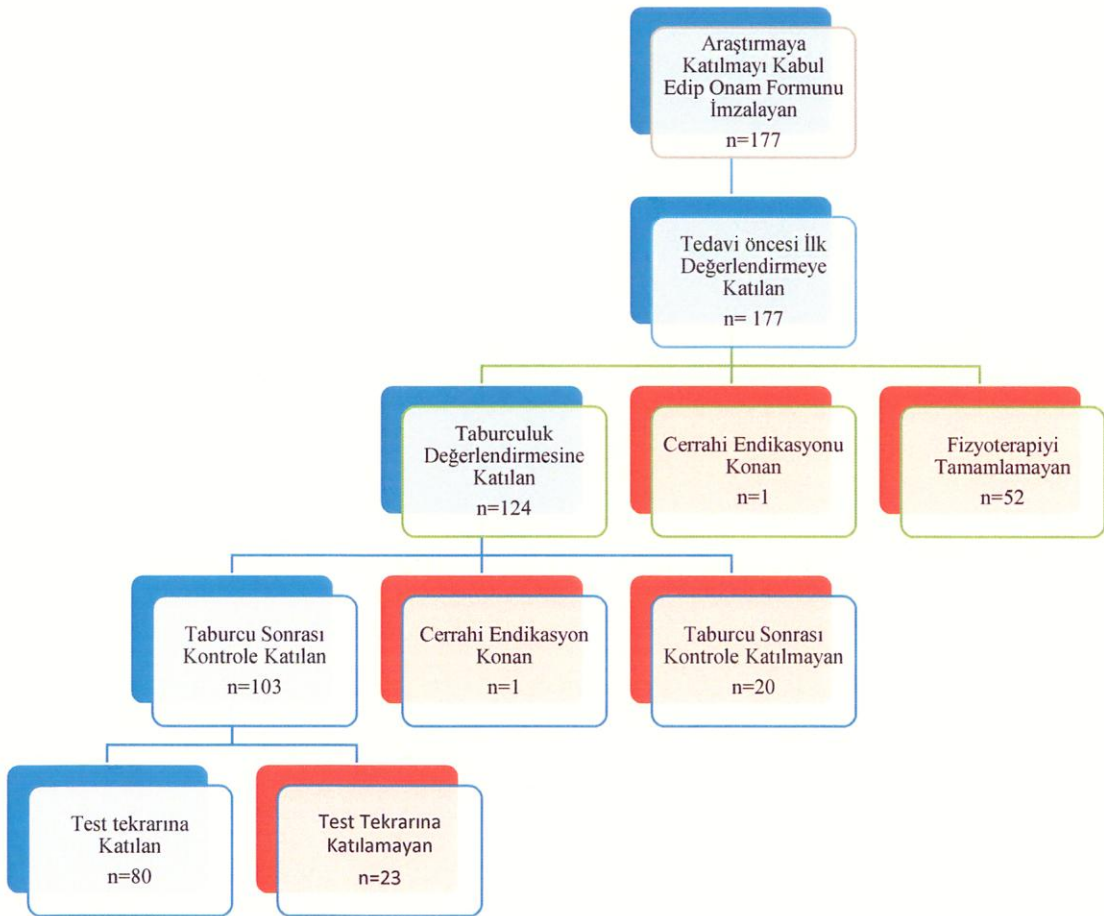 Araştırmaya
Katılmayı Kabul
Edip Onam Formunu
İmzalayan
n=177
Tedavi öncesi İlk
Değerlendirmeye
Katılan
n= 177
Taburculuk
Değerlendirmesine
Katılan
n=124
Cerrahi Endikasyonu
Konan
n=1
Fizyoterapiyi
Tamamlamayan
n=52
Taburcu Sonrası
Kontrole Katılan
n=103
Cerrahi Endikasyon
Konan
n=1
Taburcu Sonrası
Kontrole Katılmayan
n=20
Test tekrarına
Katılan
n=80
Test Tekrarına
Katılamayan
n=23